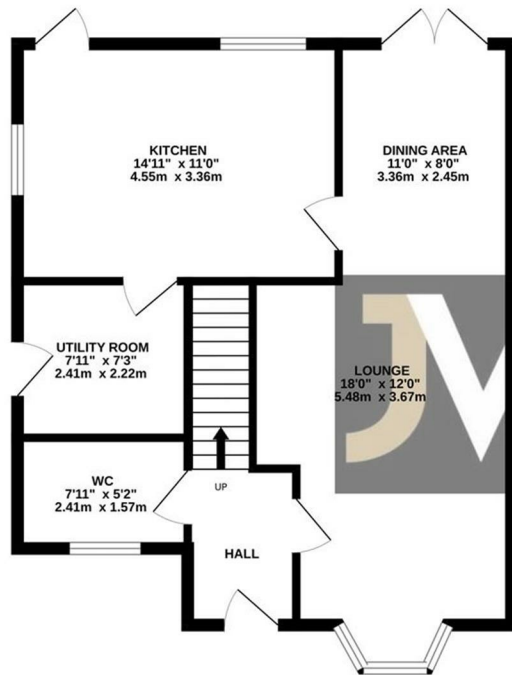 KITCHEN
14'11" x 11'0"
4.55m x 3.36m
DINING AREA
11'0" x 8'0"
3.36m x 2.45m
UTILITY ROOM
7'11" x 7'3"
2.41m x 2.22m
LOUNGE
18'0" x 12'0"
5.48m x 3.67m
JM
WC
7'11" x 5'2"
2.41m x 1.57m
UP
HALL